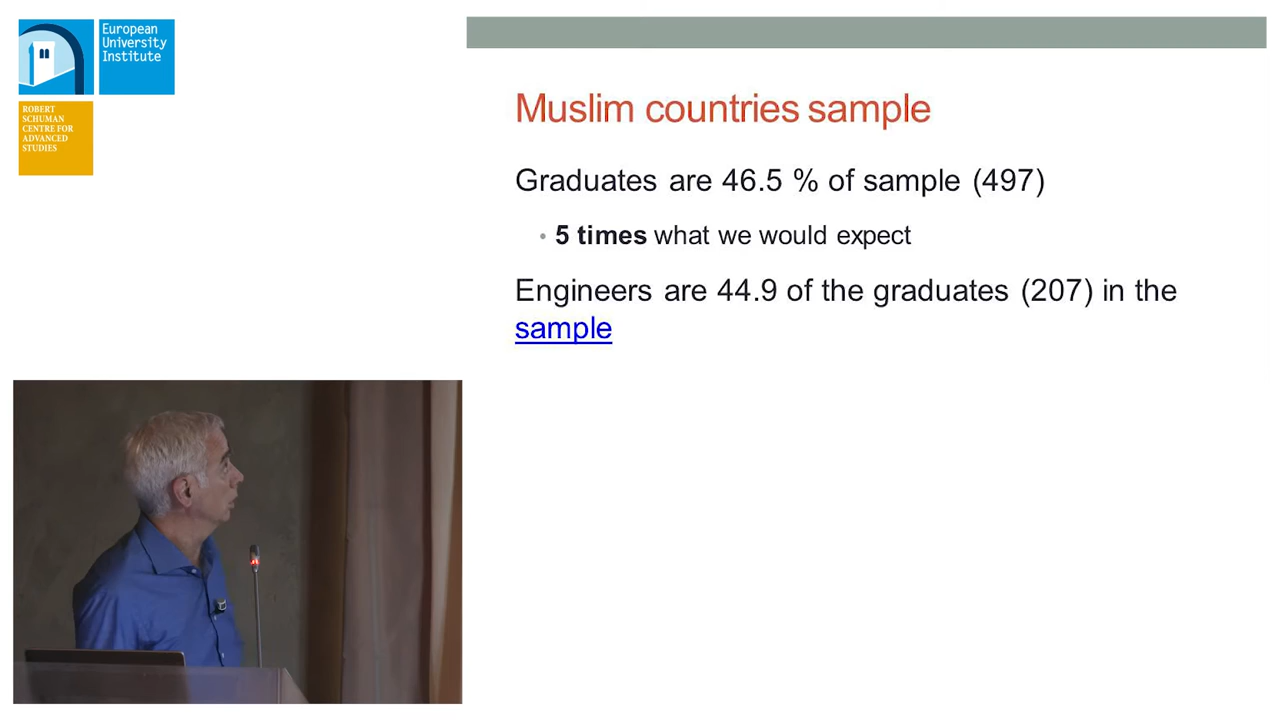 European
University
Institute
ROBERT
SCHUMAN
CENTRE FOR
ADVANCED
STUDIES
Muslim countries sample
Graduates are 46.5 % of sample (497)
• 5 times what we would expect
Engineers are 44.9 of the graduates (207) in the
sample